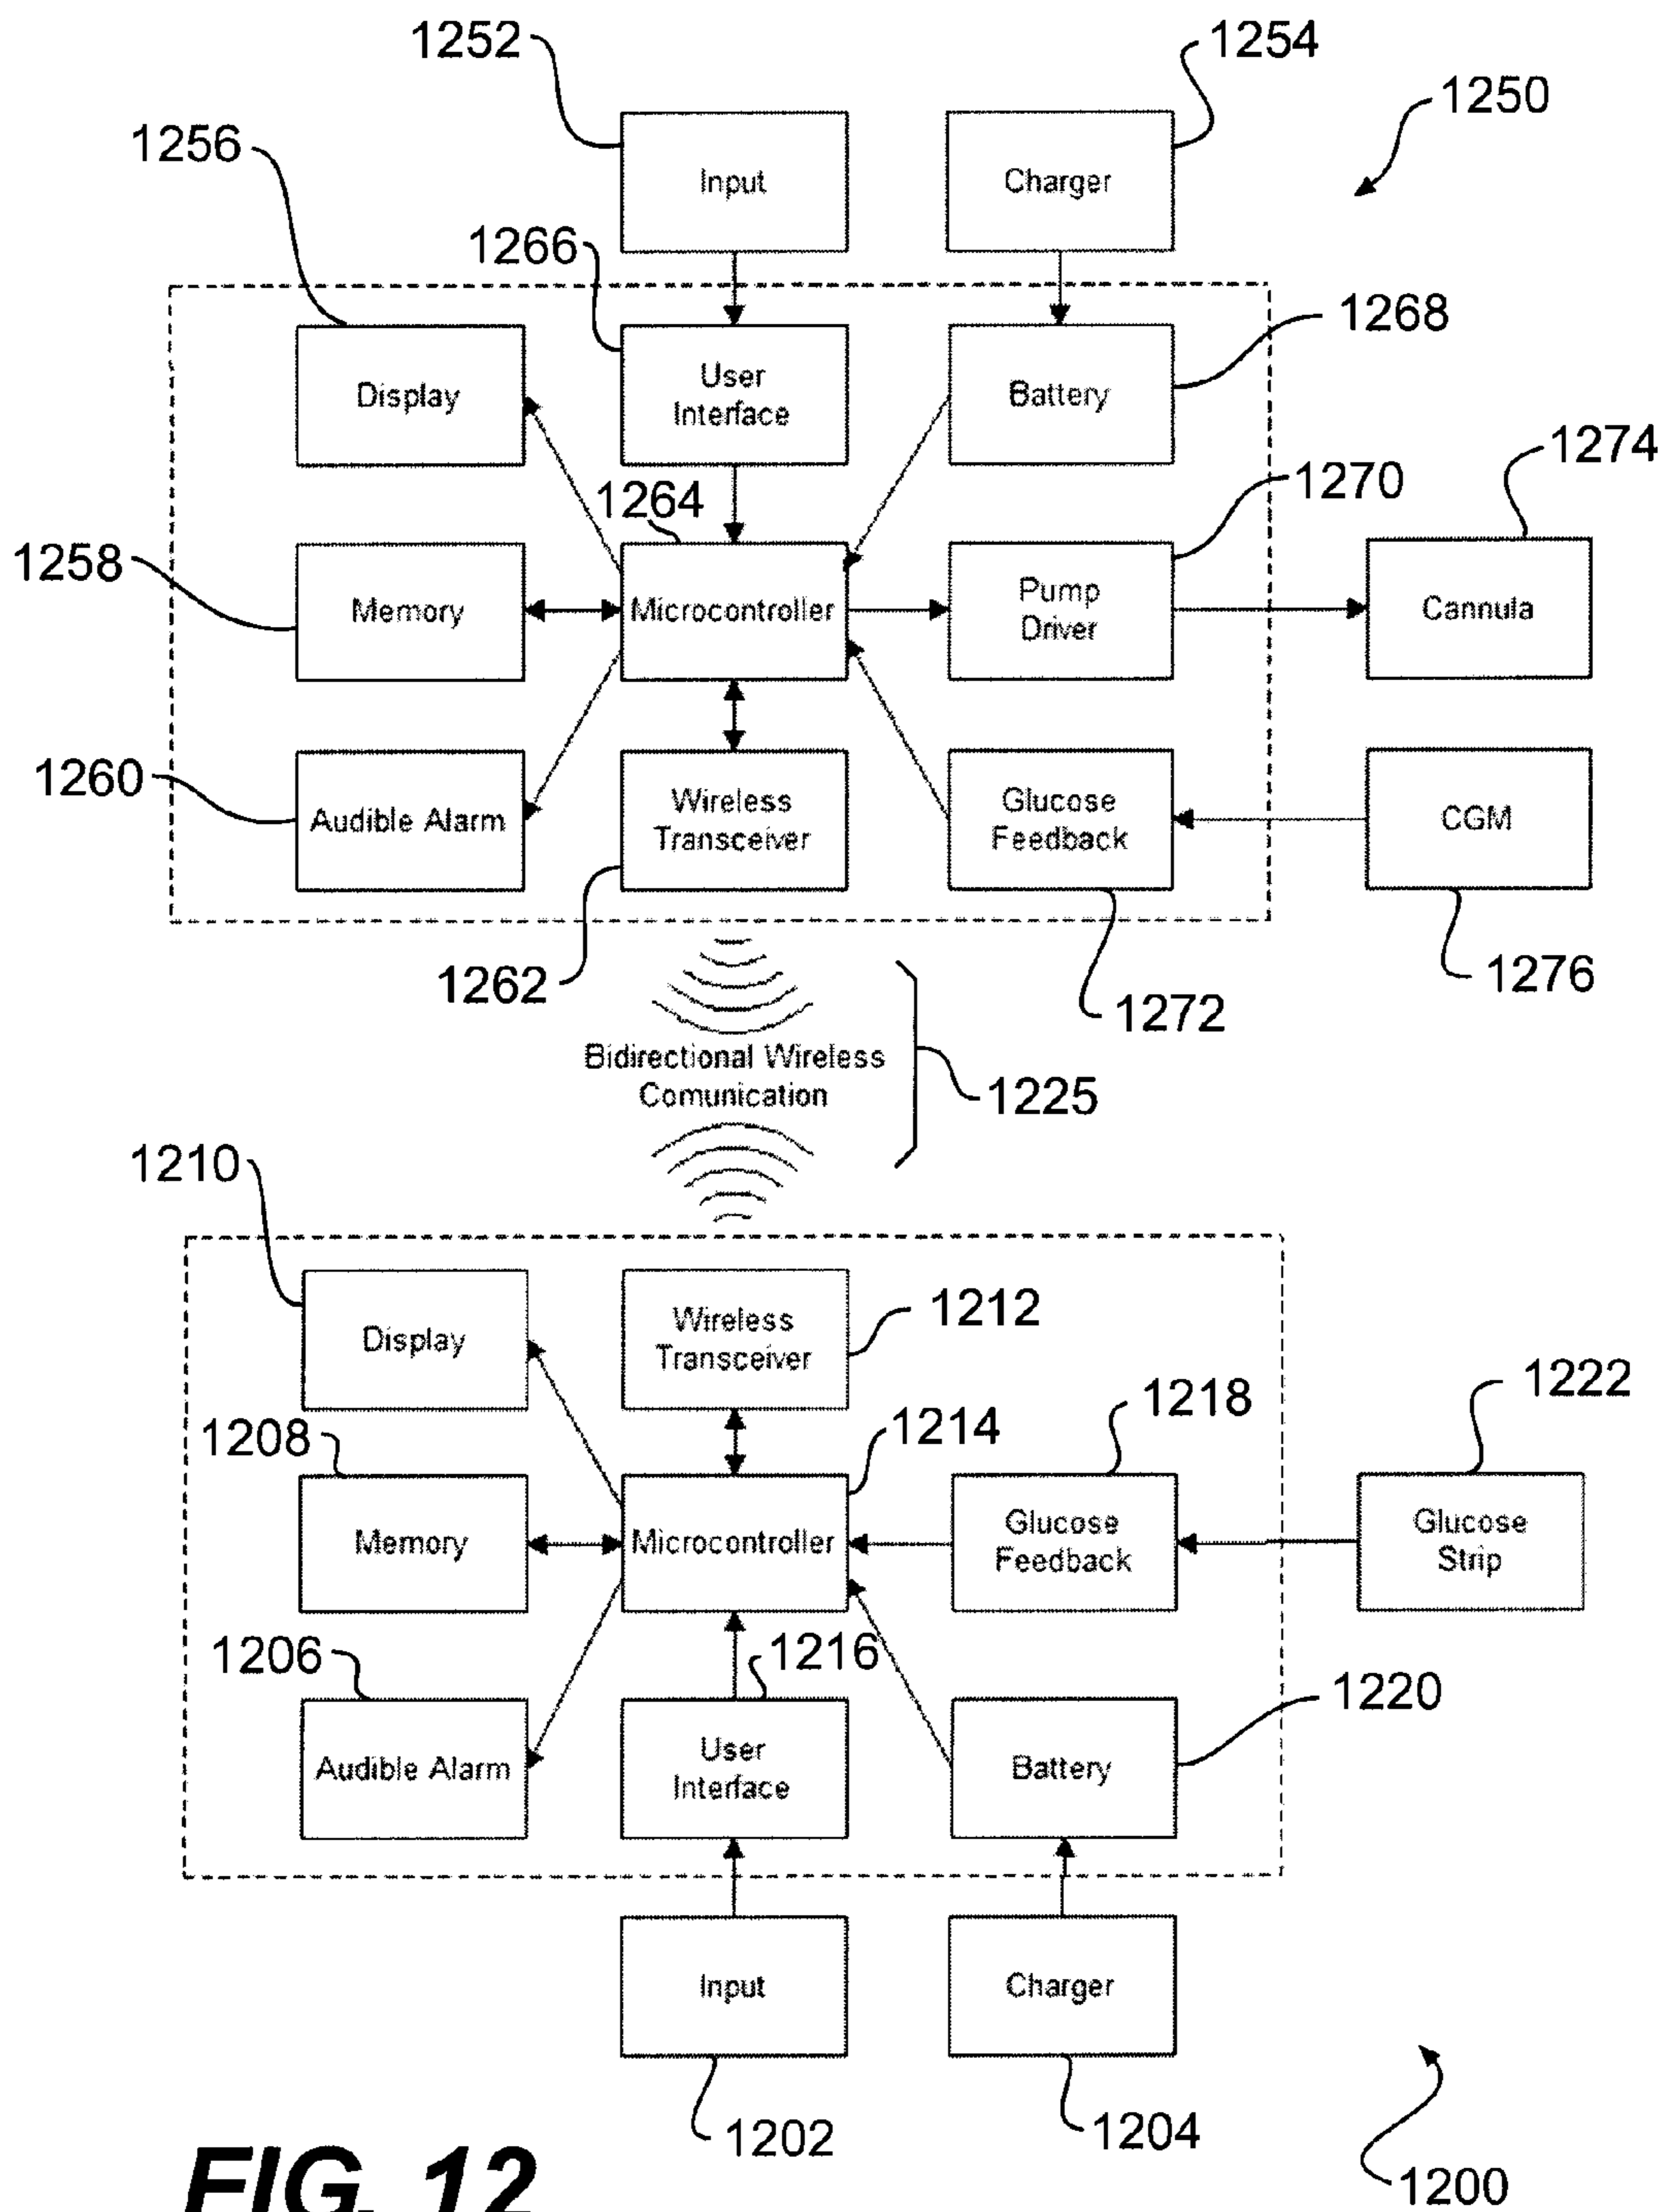 1252
1254
1250
1256
Input
Charger
1266
1268
Display
User
Interface
Battery
1274
1264
1270
1258
Memory
Microcontroller
Pump
Driver
Cannula
1260
Audible Alarm
Wireless
Transceiver
Glucose
Feedback
CGM
1262
1276
1272
Bidirectional Wireless
Comunication
1225
1210
1212
Display
Wireless
Transceiver
1222
1218
1208
1214
Memory
Microcontroller
Glucose
Feedback
Glucose
Strip
1206
1216
1220
Audible Alarm
User
Interface
Battery
Input
Charger
1202
1204
1200
FIG. 12